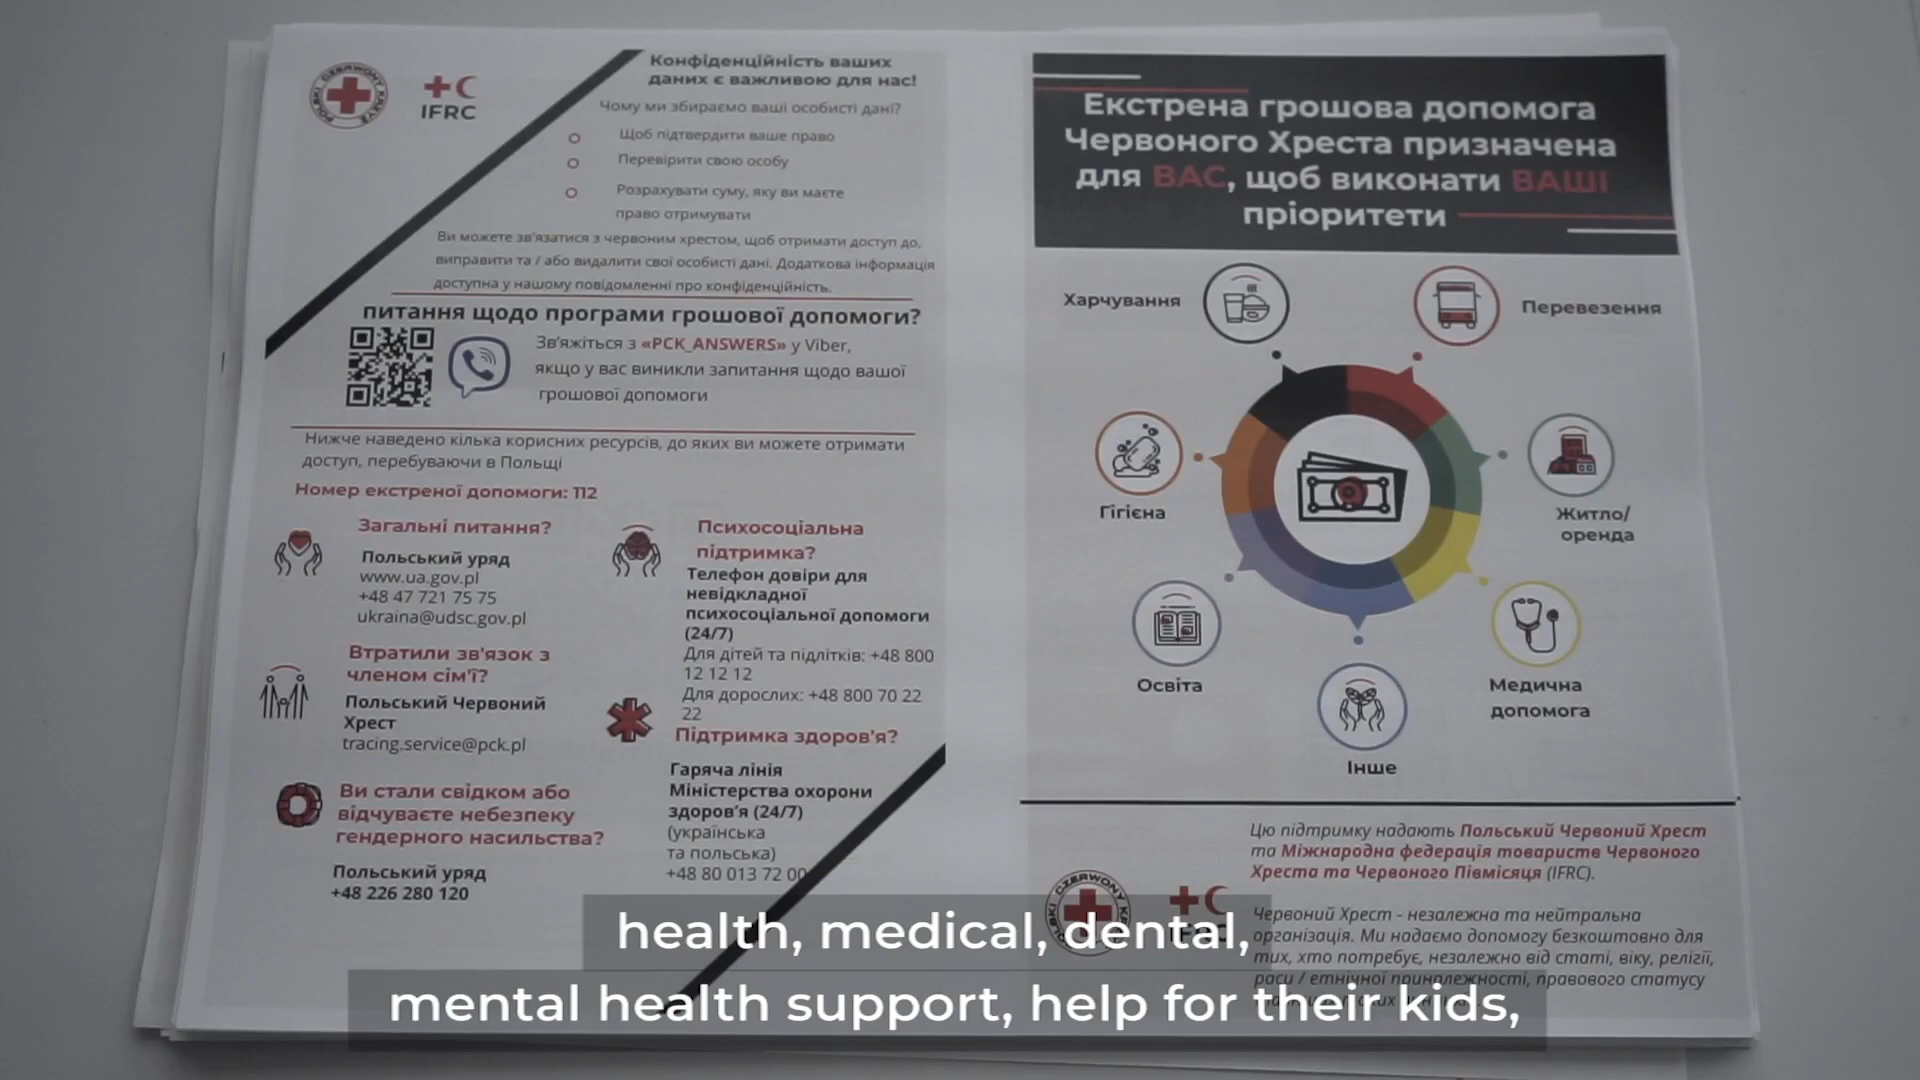 POLSKI CZERWONY KRZYŻ
IFRC
Конфіденційність ваших
даних є важливою для нас!
Чому ми збираємо ваші особисті дані?
Щоб підтвердити ваше право
Перевірити свою особу
Розрахувати суму, яку ви маєте
право отримувати
Ви можете зв'язатися з червоним хрестом, щоб отримати доступ до,
виправити та / або видалити свої особисті дані. Додаткова інформація
доступна у нашому повідомленні про конфіденційність.
питання щодо програми грошової допомоги?
Зв'яжіться з «PCK_ANSWERS» у Viber,
якщо у вас виникли запитання щодо вашої
грошової допомоги
Нижче наведено кілька корисних ресурсів, до яких ви можете отримати
доступ, перебуваючи в Польщі
Номер екстреної допомоги: 112
Загальні питання?
Польський уряд
www.ua.gov.pl
+48 47 721 75 75
ukraina@udsc.gov.pl
Втратили зв'язок з
членом сім'ї?
Польський Червоний
Хрест
tracing.service@pck.pl
Ви стали свідком або
відчуваєте небезпеку
гендерного насильства?
Польський уряд
+48 226 280 120
Психосоціальна
підтримка?
Телефон довіри для
невідкладної
психосоціальної допомоги
(24/7)
Для дітей та підлітків: +48 800
12 12 12
Для дорослих: +48 800 70 22
22
Підтримка здоров'я?
Гаряча лінія
Міністерства охорони
здоров'я (24/7)
(українська
та польська)
+48 80 013 72 00
Екстрена грошова допомога
Червоного Хреста призначена
для ВАС, щоб виконати ВАШІ
пріоритети
Харчування
Перевезення
Гігієна
Житло/
оренда
Освіта
Медична
допомога
Інше
Цю підтримку надають Польський Червоний Хрест
та Міжнародна федерація товариств Червоного
Хреста та Червоного Півмісяця (IFRC).
Червоний Хрест - незалежна та нейтральна
організація. Ми надаємо допомогу безкоштовно для
тих, хто потребує, незалежно від статі, віку, релігії,
раси / етнічної приналежності, правового статусу
health, medical, dental,
mental health support, help for their kids,